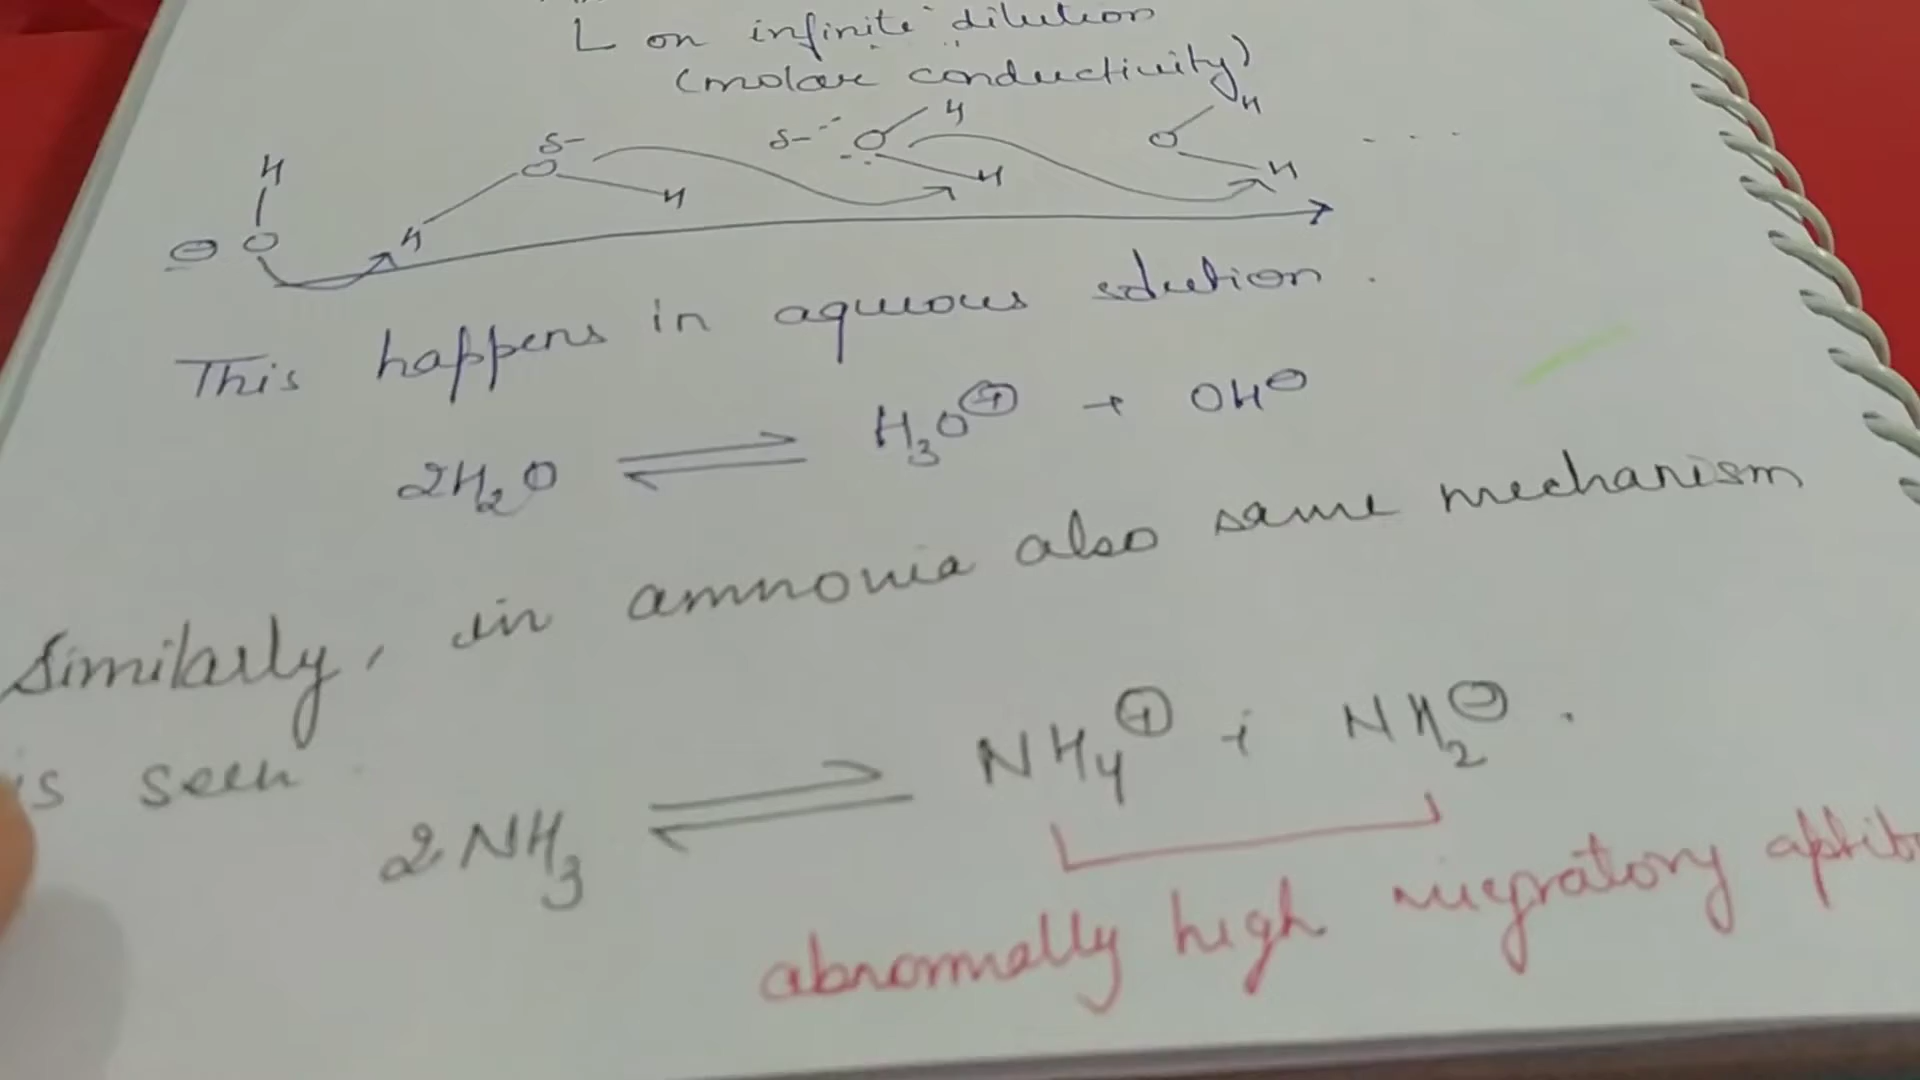 L on infinite dilution
(molar conductivity)
H O⊖ H O δ- H δ- O H H O H H ....
This happens in aqueous solution.
2H₂O ⇌ H₃O⊕ + OH⊖
Similarly, in ammonia also same mechanism
is seen
2NH₃ ⇌ NH₄⊕ + NH₂⊖.
abnormally high migratory